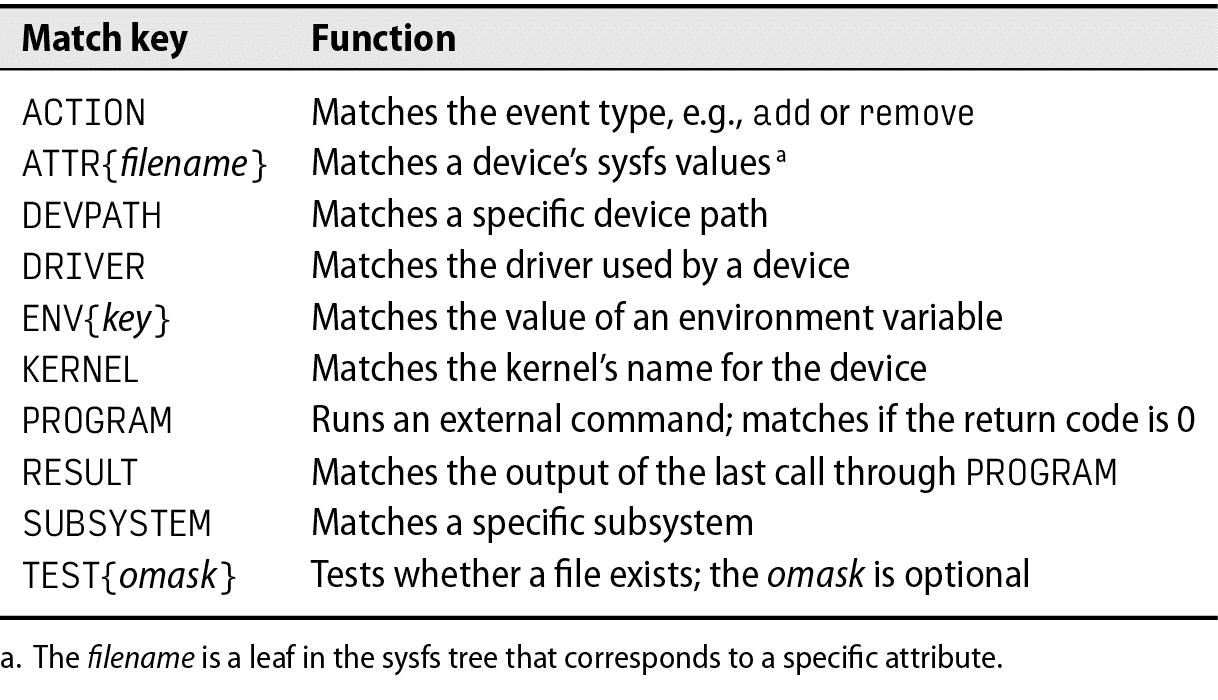 Match key Function
ACTION Matches the event type, e.g., add or remove
ATTR{filename} Matches a device’s sysfs values a
DEVPATH Matches a specific device path
DRIVER Matches the driver used by a device
ENV{key} Matches the value of an environment variable
KERNEL Matches the kernel’s name for the device
PROGRAM Runs an external command; matches if the return code is 0
RESULT Matches the output of the last call through PROGRAM
SUBSYSTEM Matches a specific subsystem
TEST{omask} Tests whether a file exists; the omask is optional
a. The filename is a leaf in the sysfs tree that corresponds to a specific attribute.